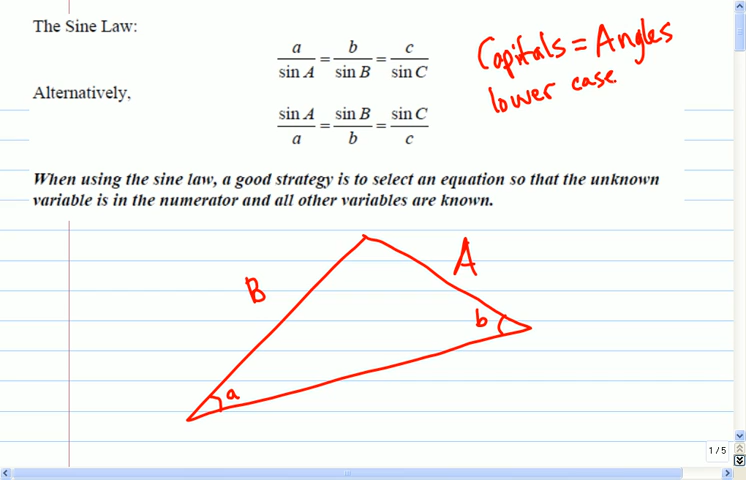 The Sine Law:
a/sin A = b/sin B = c/sin C
Capitals = Angles
lower case
Alternatively,
sin A/a = sin B/b = sin C/c
When using the sine law, a good strategy is to select an equation so that the unknown
variable is in the numerator and all other variables are known.
A
B
b
a
1 / 5